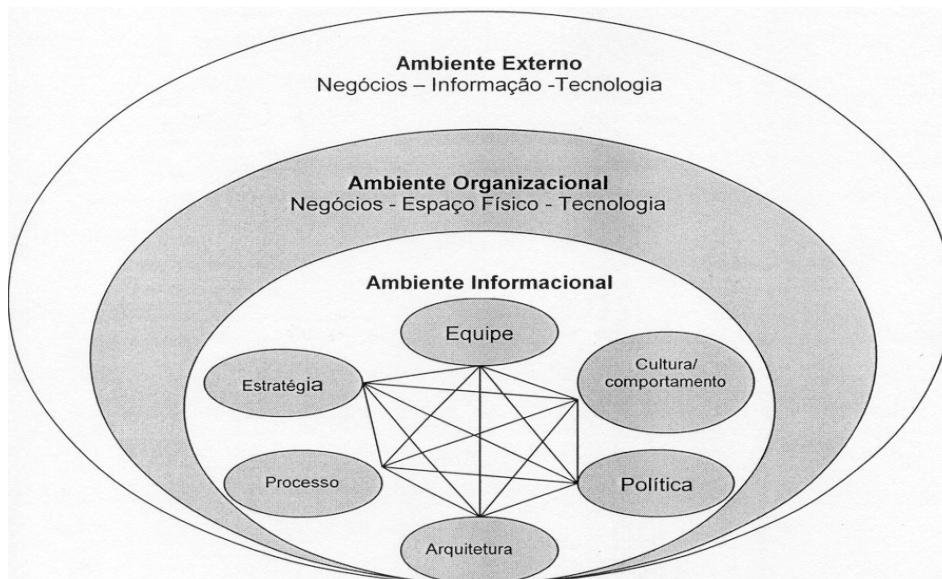 Ambiente Externo
Negócios – Informação -Tecnologia
Ambiente Organizacional
Negócios - Espaço Físico - Tecnologia
Ambiente Informacional
Equipe
Cultura/
comportamento
Estratégia
Processo
Política
Arquitetura